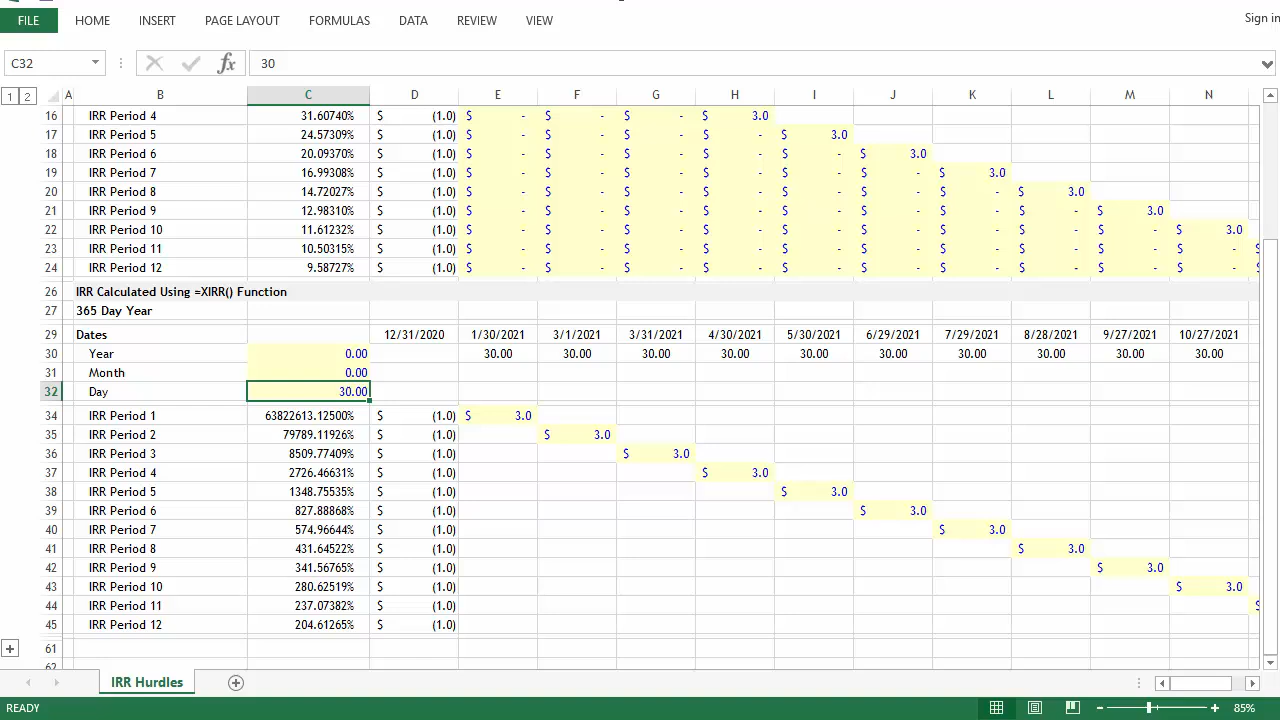 FILE HOME INSERT PAGE LAYOUT FORMULAS DATA REVIEW VIEW Sign in
C32 fx 30
1 2 A B C D E F G H I J K L M N
16 IRR Period 4 31.60740% $ (1.0) $ - $ - $ - $ 3.0
17 IRR Period 5 24.57309% $ (1.0) $ - $ - $ - $ - $ 3.0
18 IRR Period 6 20.09370% $ (1.0) $ - $ - $ - $ - $ - $ 3.0
19 IRR Period 7 16.99308% $ (1.0) $ - $ - $ - $ - $ - $ - $ 3.0
20 IRR Period 8 14.72027% $ (1.0) $ - $ - $ - $ - $ - $ - $ - $ 3.0
21 IRR Period 9 12.98310% $ (1.0) $ - $ - $ - $ - $ - $ - $ - $ - $ 3.0
22 IRR Period 10 11.61232% $ (1.0) $ - $ - $ - $ - $ - $ - $ - $ - $ - $ 3.0
23 IRR Period 11 10.50315% $ (1.0) $ - $ - $ - $ - $ - $ - $ - $ - $ - $ - $
24 IRR Period 12 9.58727% $ (1.0) $ - $ - $ - $ - $ - $ - $ - $ - $ - $ - $
26 IRR Calculated Using =XIRR() Function
27 365 Day Year
29 Dates 12/31/2020 1/30/2021 3/1/2021 3/31/2021 4/30/2021 5/30/2021 6/29/2021 7/29/2021 8/28/2021 9/27/2021 10/27/2021
30 Year 0.00 30.00 30.00 30.00 30.00 30.00 30.00 30.00 30.00 30.00 30.00
31 Month 0.00
32 Day 30.00
34 IRR Period 1 63822613.12500% $ (1.0) $ 3.0
35 IRR Period 2 79789.11926% $ (1.0) $ 3.0
36 IRR Period 3 8509.77409% $ (1.0) $ 3.0
37 IRR Period 4 2726.46631% $ (1.0) $ 3.0
38 IRR Period 5 1348.75535% $ (1.0) $ 3.0
39 IRR Period 6 827.88868% $ (1.0) $ 3.0
40 IRR Period 7 574.96644% $ (1.0) $ 3.0
41 IRR Period 8 431.64522% $ (1.0) $ 3.0
42 IRR Period 9 341.56765% $ (1.0) $ 3.0
43 IRR Period 10 280.62519% $ (1.0) $ 3.0
44 IRR Period 11 237.07382% $ (1.0) $
45 IRR Period 12 204.61265% $ (1.0)
61
62
IRR Hurdles
READY 85%